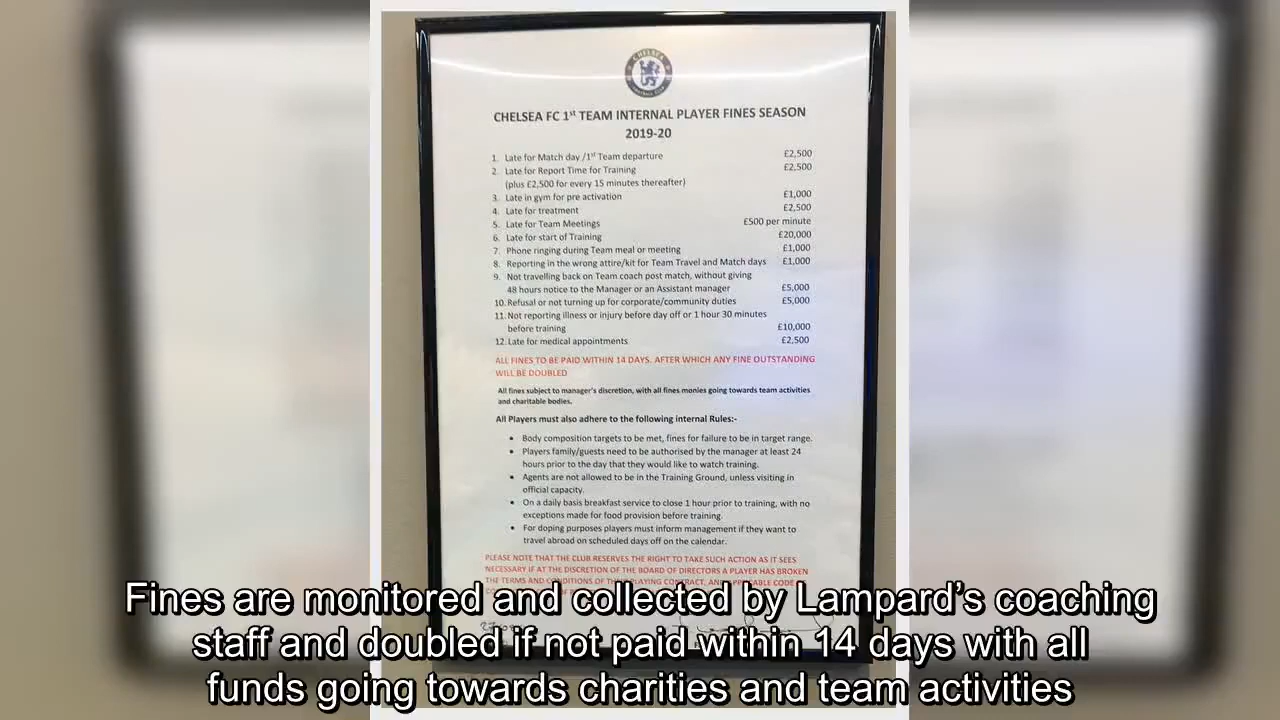 CHELSEA
FOOTBALL CLUB
CHELSEA FC 1st TEAM INTERNAL PLAYER FINES SEASON
2019-20
1. Late for Match day /1st Team departure £2,500
2. Late for Report Time for Training £2,500
(plus £2,500 for every 15 minutes thereafter)
3. Late in gym for pre activation £1,000
4. Late for treatment £2,500
5. Late for Team Meetings £500 per minute
6. Late for start of Training £20,000
7. Phone ringing during Team meal or meeting £1,000
8. Reporting in the wrong attire/kit for Team Travel and Match days £1,000
9. Not travelling back on Team coach post match, without giving
48 hours notice to the Manager or an Assistant manager £5,000
10. Refusal or not turning up for corporate/community duties £5,000
11. Not reporting illness or injury before day off or 1 hour 30 minutes
before training £10,000
12. Late for medical appointments £2,500
ALL FINES TO BE PAID WITHIN 14 DAYS. AFTER WHICH ANY FINE OUTSTANDING
WILL BE DOUBLED
All fines subject to manager's discretion, with all fines monies going towards team activities
and charitable bodies.
All Players must also adhere to the following internal Rules:-
• Body composition targets to be met, fines for failure to be in target range.
• Players family/guests need to be authorised by the manager at least 24
hours prior to the day that they would like to watch training.
• Agents are not allowed to be in the Training Ground, unless visiting in
official capacity.
• On a daily basis breakfast service to close 1 hour prior to training, with no
exceptions made for food provision before training.
• For doping purposes players must inform management if they want to
travel abroad on scheduled days off on the calendar.
PLEASE NOTE THAT THE CLUB RESERVES THE RIGHT TO TAKE SUCH ACTION AS IT SEES
NECESSARY IF AT THE DISCRETION OF THE BOARD OF DIRECTORS A PLAYER HAS BROKEN
THE TERMS AND CONDITIONS OF PLAYING CONTRACT, CODE
Fines are monitored and collected by Lampard's coaching
staff and doubled if not paid within 14 days with all
funds going towards charities and team activities